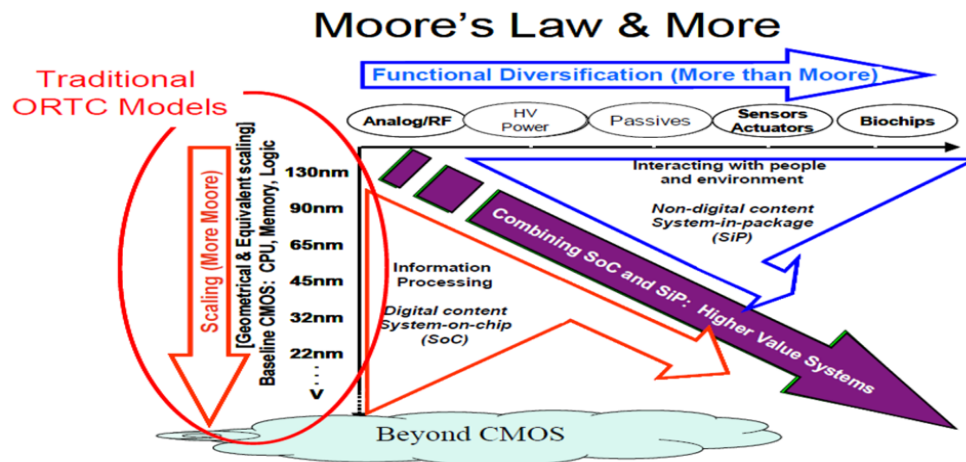 Moore's Law & More
Traditional
ORTC Models
Functional Diversification (More than Moore)
Analog/RF
HV
Power
Passives
Sensors
Actuators
Biochips
Scaling (More Moore)
[Geometrical & Equivalent scaling]
Baseline CMOS: CPU, Memory, Logic
130nm
90nm
65nm
45nm
32nm
22nm
V
Interacting with people
and environment
Non-digital content
System-in-package
(SiP)
Combining SoC and SiP: Higher Value Systems
Information
Processing
Digital content
System-on-chip
(SoC)
Beyond CMOS